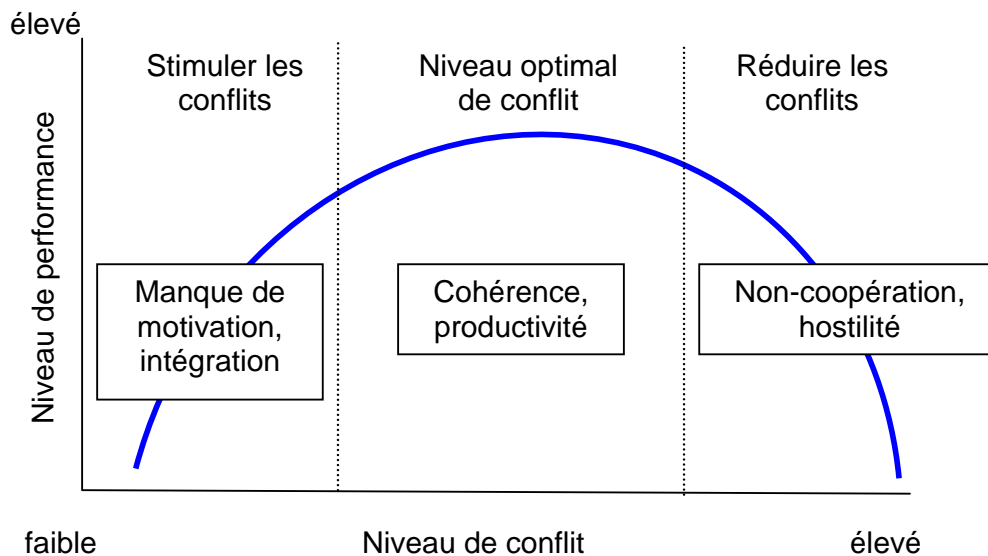 élevé
Stimuler les
conflits
Niveau optimal
de conflit
Réduire les
conflits
Niveau de performance
Manque de
motivation,
intégration
Cohérence,
productivité
Non-coopération,
hostilité
faible
Niveau de conflit
élevé